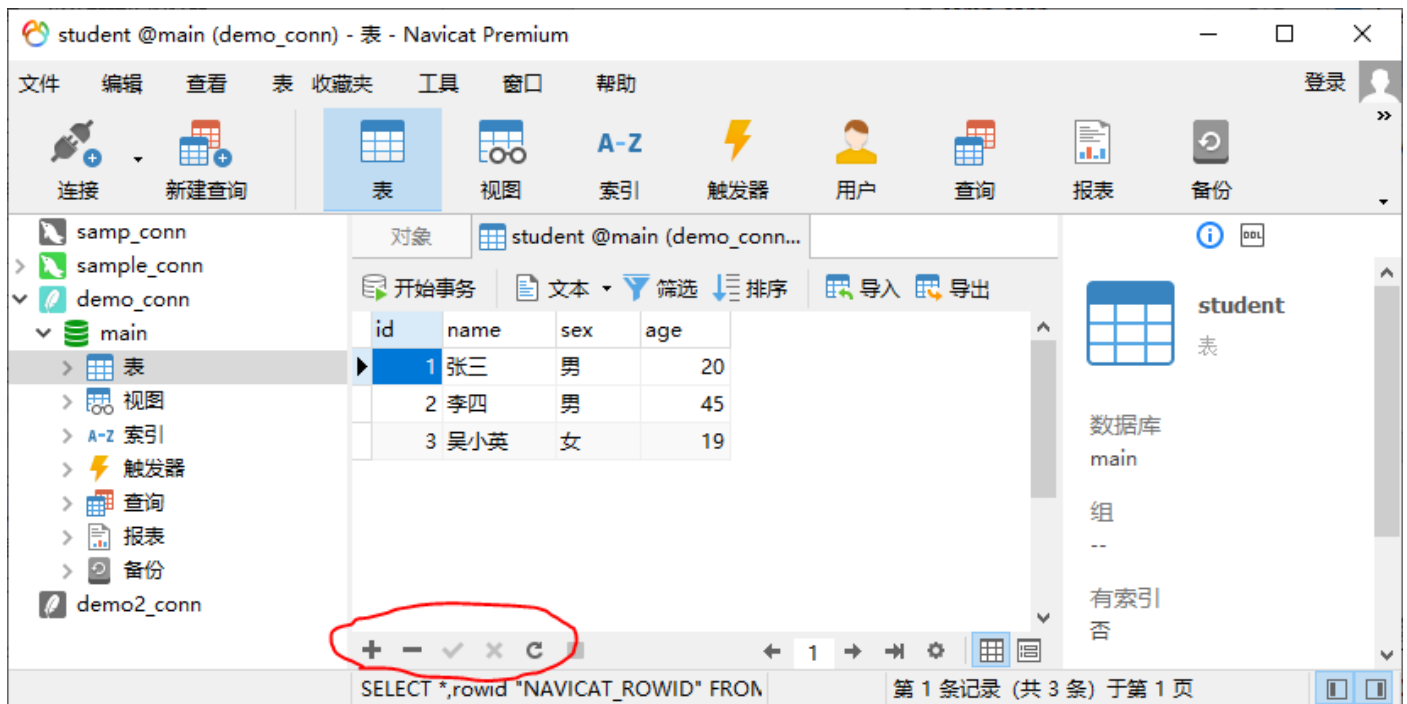 student @main (demo_conn) - 表 - Navicat Premium
文件 编辑 查看 表 收藏夹 工具 窗口 帮助 登录
A-Z
连接 新建查询 表 视图 索引 触发器 用户 查询 报表 备份
samp_conn
sample_conn
demo_conn
main
表
视图
A-Z 索引
触发器
查询
报表
备份
demo2_conn
对象 student @main (demo_conn...
开始事务 文本 筛选 排序 导入 导出
id name sex age
1 张三 男 20
2 李四 男 45
3 吴小英 女 19
1
SELECT *,rowid "NAVICAT_ROWID" FROM
第 1 条记录 (共 3 条) 于第 1 页
DDL
student
表
数据库
main
组
--
有索引
否